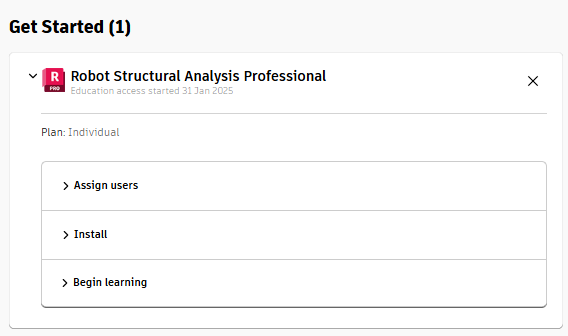 Get Started (1)
R
PRO
Robot Structural Analysis Professional
Education access started 31 Jan 2025
Plan: Individual
Assign users
Install
Begin learning